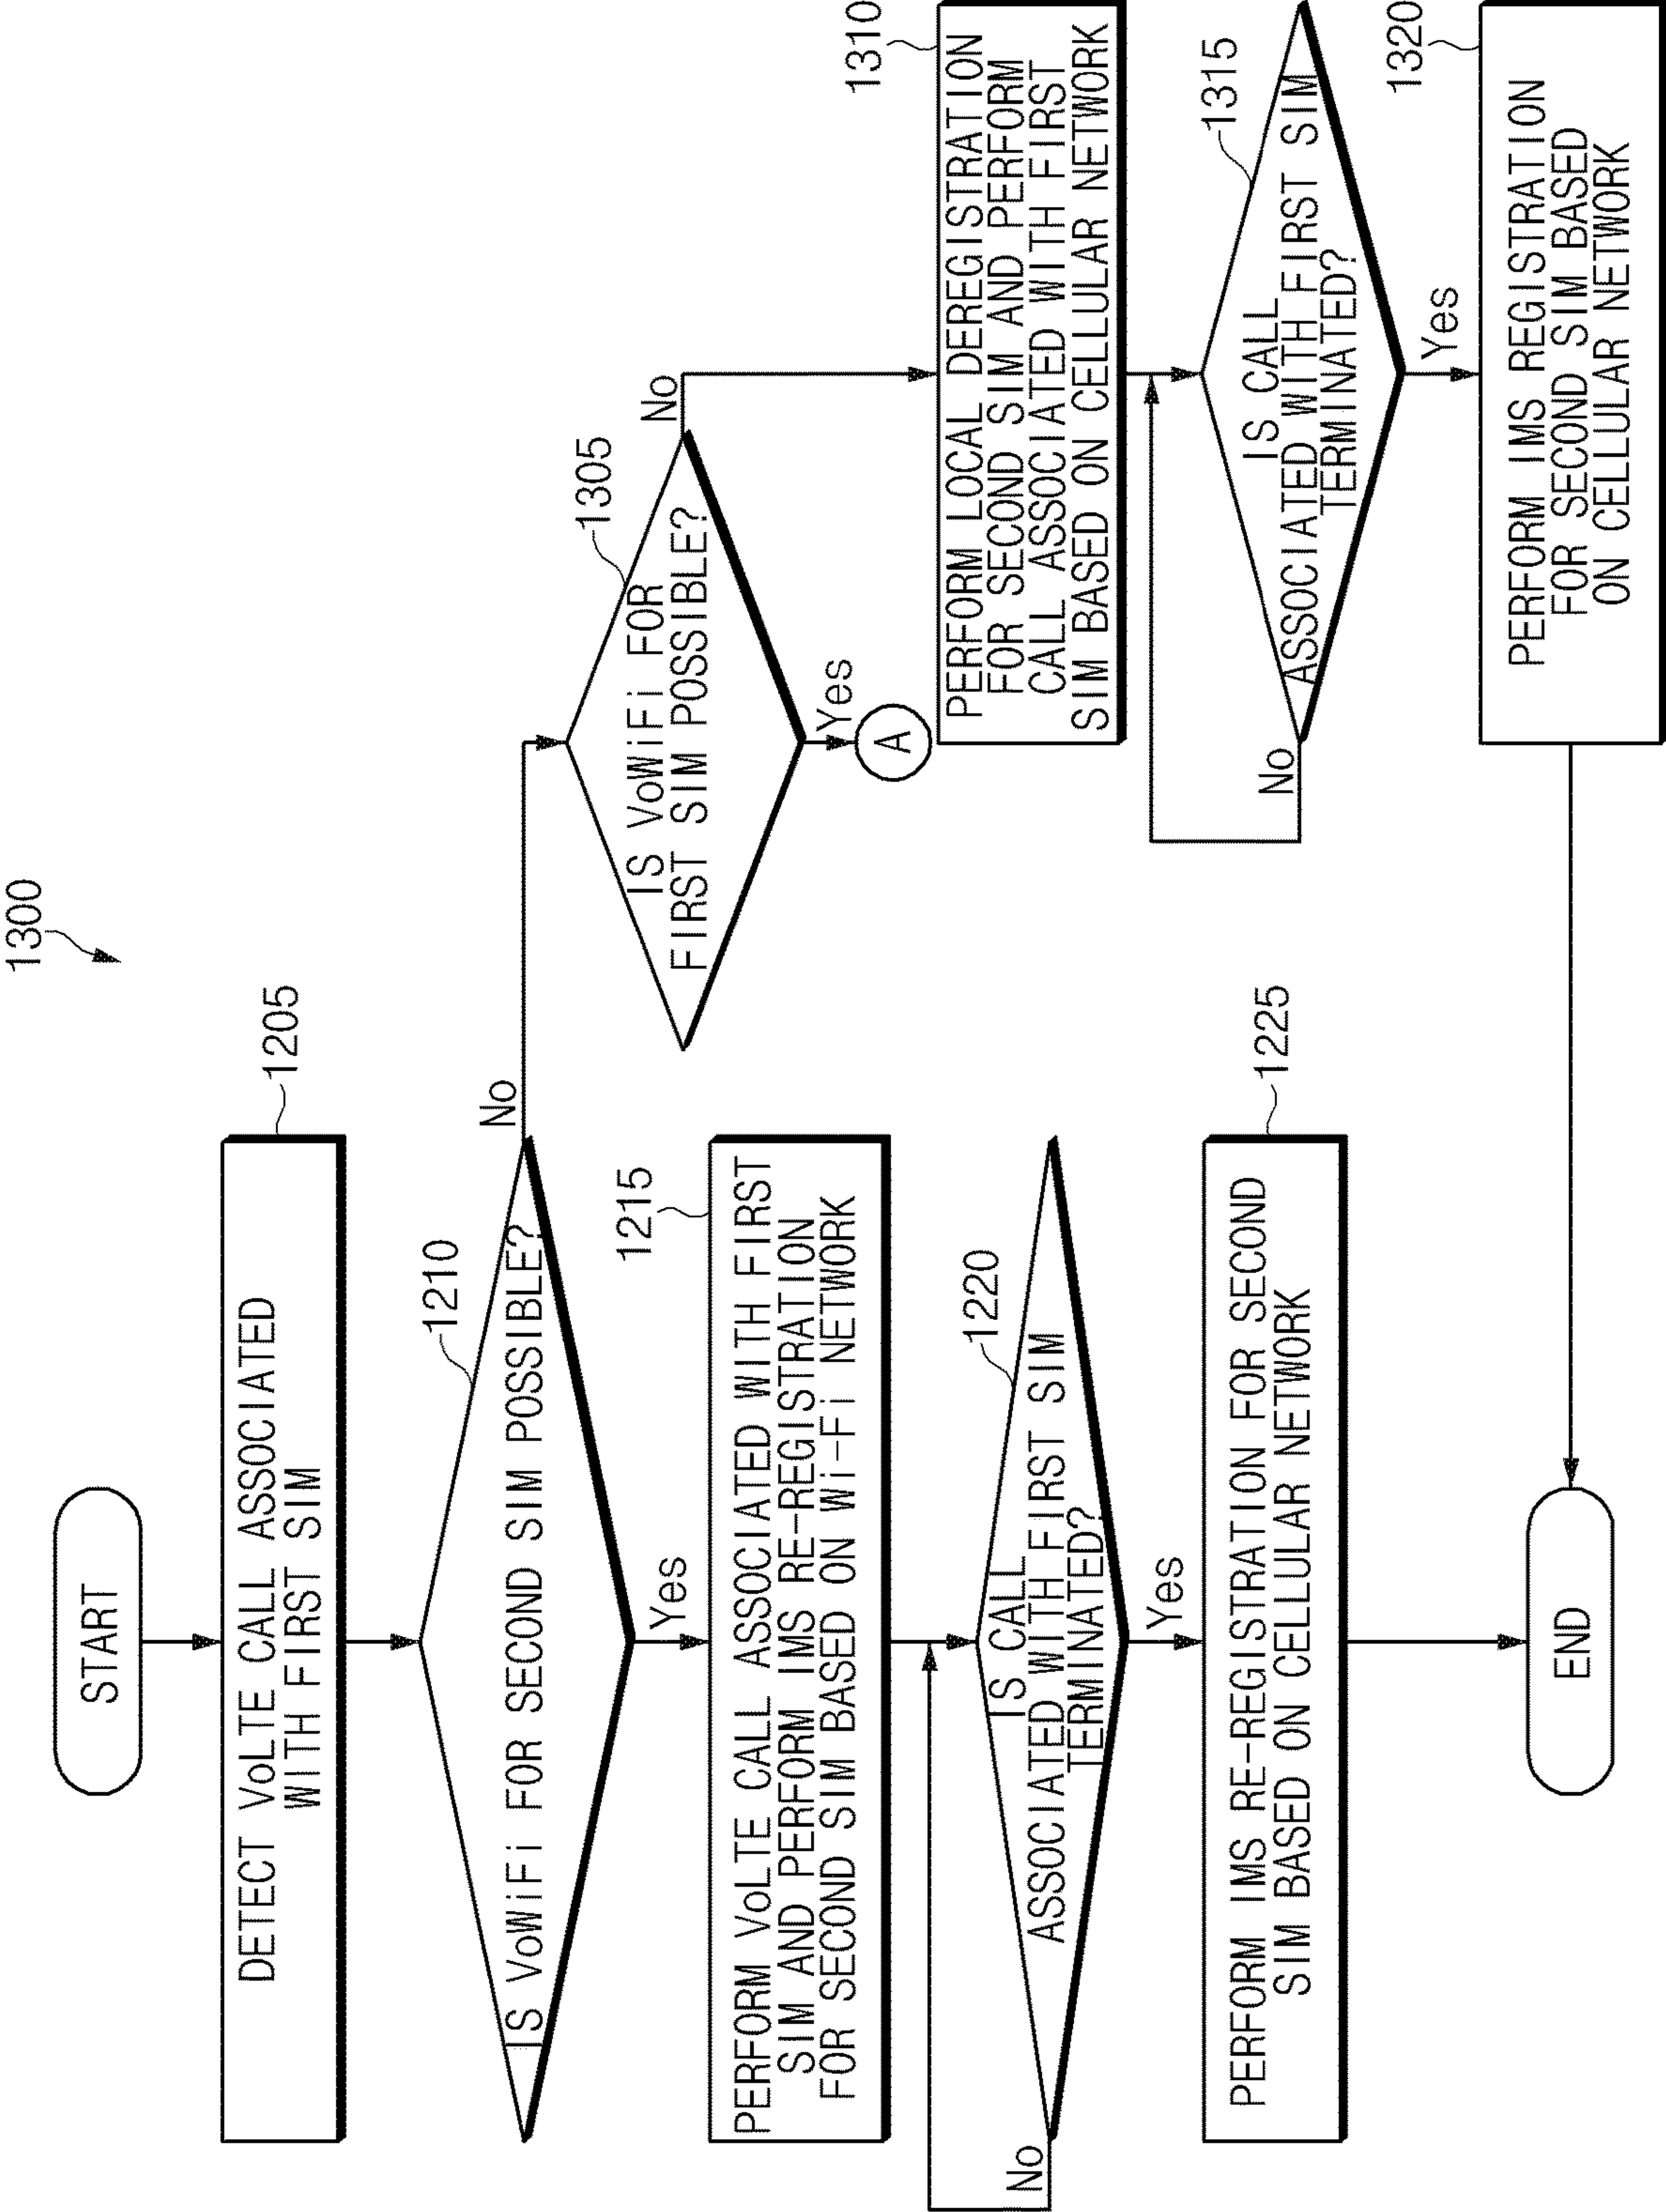 1300
START
DETECT VoLTE CALL ASSOCIATED
WITH FIRST SIM
1205
IS VoWiFi FOR SECOND SIM POSSIBLE?
1210
No
Yes
PERFORM VoLTE CALL ASSOCIATED WITH FIRST
SIM AND PERFORM IMS RE-REGISTRATION
FOR SECOND SIM BASED ON Wi-Fi NETWORK
1215
IS CALL
ASSOCIATED WITH FIRST SIM
TERMINATED?
1220
No
Yes
PERFORM IMS RE-REGISTRATION FOR SECOND
SIM BASED ON CELLULAR NETWORK
1225
END
IS VoWiFi FOR
FIRST SIM POSSIBLE?
1305
No
Yes
A
PERFORM LOCAL DEREGISTRATION
FOR SECOND SIM AND PERFORM
CALL ASSOCIATED WITH FIRST
SIM BASED ON CELLULAR NETWORK
1310
IS CALL
ASSOCIATED WITH FIRST SIM
TERMINATED?
1315
No
Yes
PERFORM IMS REGISTRATION
FOR SECOND SIM BASED
ON CELLULAR NETWORK
1320